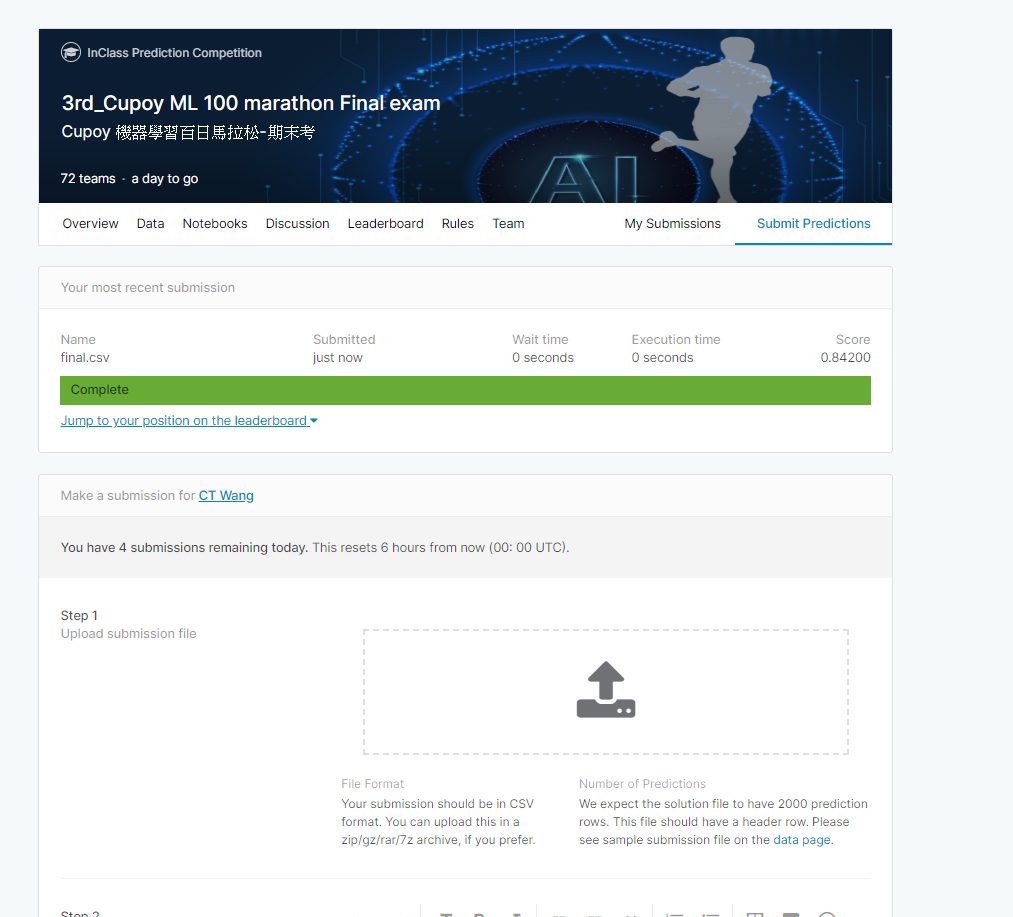 InClass Prediction Competition
3rd_Cupoy ML 100 marathon Final exam
Cupoy 機器學習百日馬拉松-期末考
AI
72 teams · a day to go
Overview Data Notebooks Discussion Leaderboard Rules Team My Submissions Submit Predictions
Your most recent submission
Name Submitted Wait time Execution time Score
final.csv just now 0 seconds 0 seconds 0.84200
Complete
Jump to your position on the leaderboard
Make a submission for CT Wang
You have 4 submissions remaining today. This resets 6 hours from now (00: 00 UTC).
Step 1
Upload submission file
File Format
Your submission should be in CSV
format. You can upload this in a
zip/gz/rar/7z archive, if you prefer.
Number of Predictions
We expect the solution file to have 2000 prediction
rows. This file should have a header row. Please
see sample submission file on the data page.
Step 2